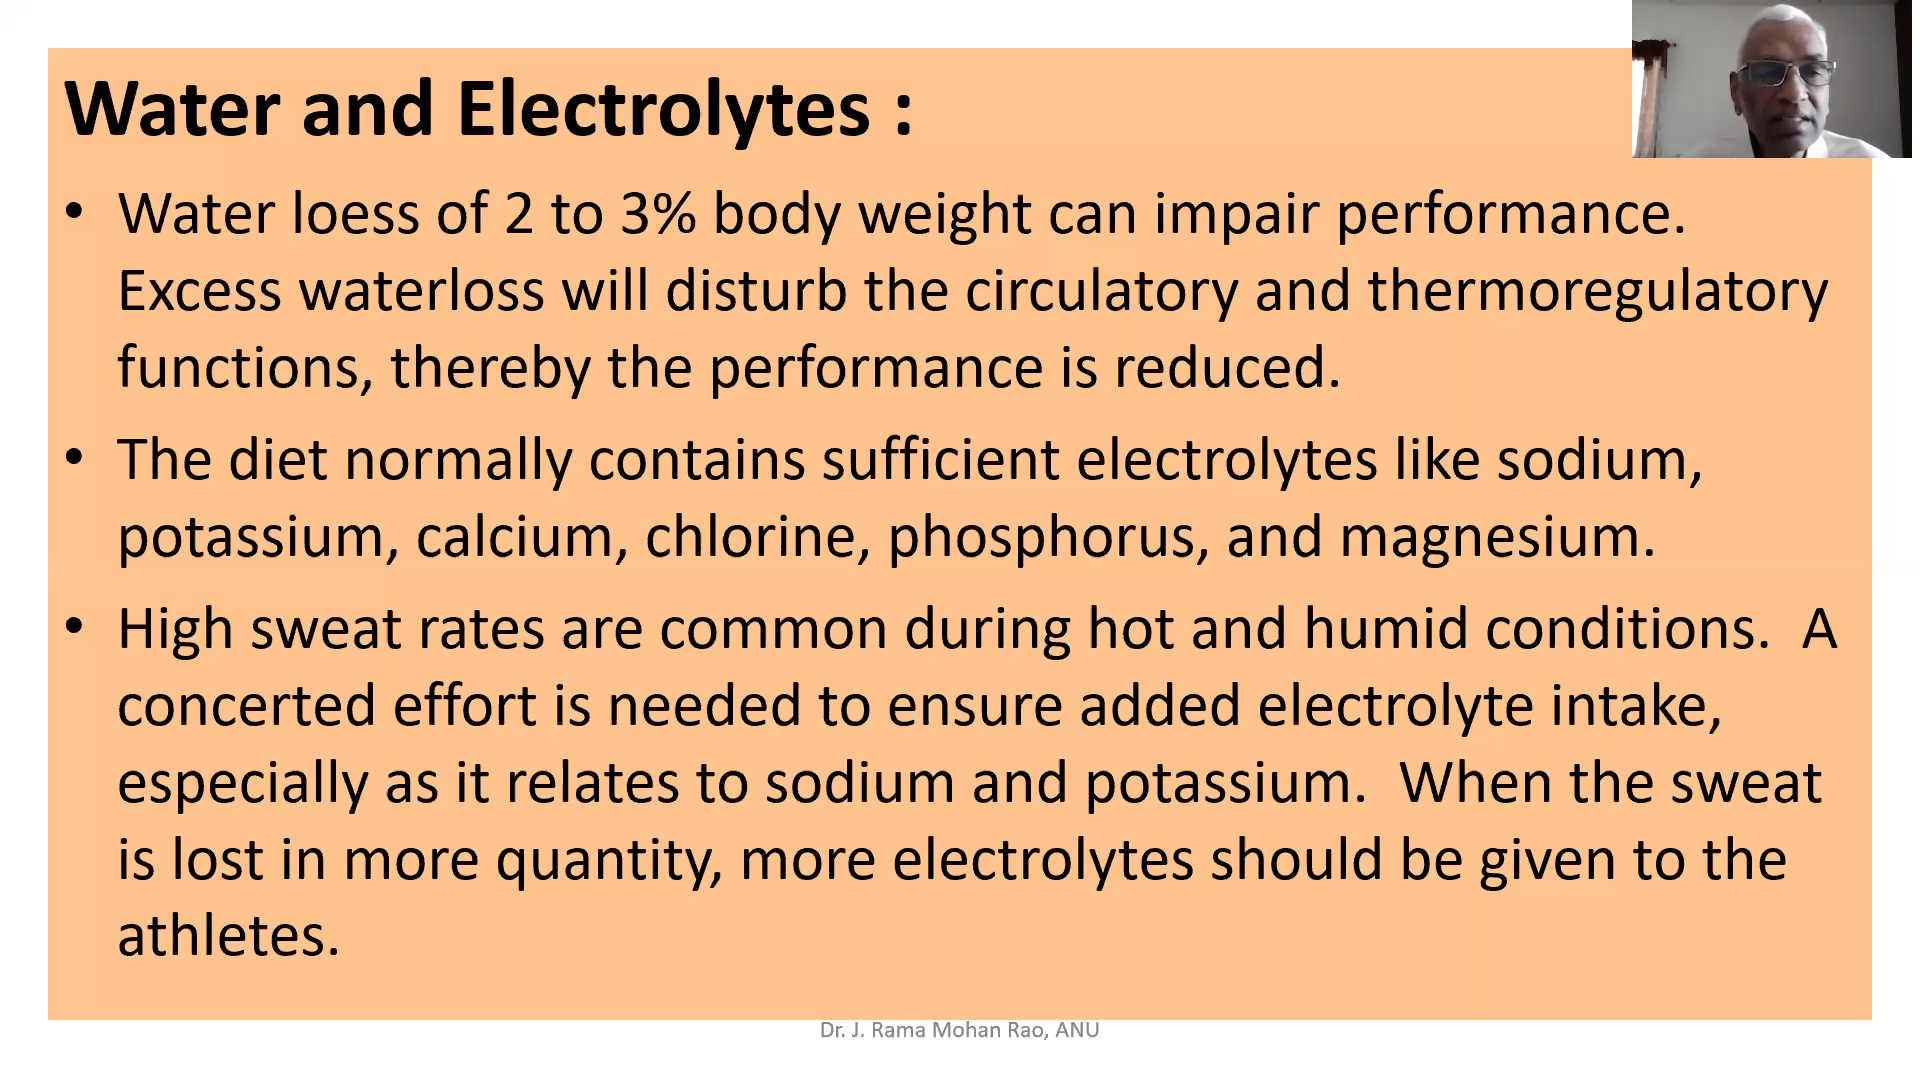 Water and Electrolytes :
• Water loess of 2 to 3% body weight can impair performance.
Excess waterloss will disturb the circulatory and thermoregulatory
functions, thereby the performance is reduced.
• The diet normally contains sufficient electrolytes like sodium,
potassium, calcium, chlorine, phosphorus, and magnesium.
• High sweat rates are common during hot and humid conditions.  A
concerted effort is needed to ensure added electrolyte intake,
especially as it relates to sodium and potassium.  When the sweat
is lost in more quantity, more electrolytes should be given to the
athletes.
Dr. J. Rama Mohan Rao, ANU